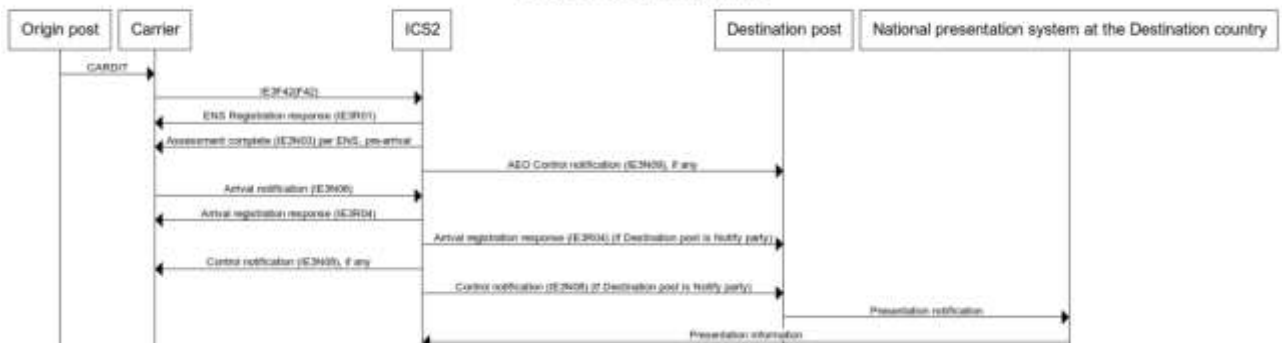 Origin post
Carrier
ICS2
Destination post
National presentation system at the Destination country
CARDIT
IE3F42(F42)
ENS Registration response (IE3R01)
Assessment complete (IE3N03) per ENS, pre-arrival
AEO Control notification (IE3N09), if any
Arrival notification (IE3N06)
Arrival registration response (IE3R04)
Arrival registration response (IE3R04) (if Destination post is Notify party)
Control notification (IE3N08), if any
Control notification (IE3N08) (if Destination post is Notify party)
Presentation notification
Presentation information